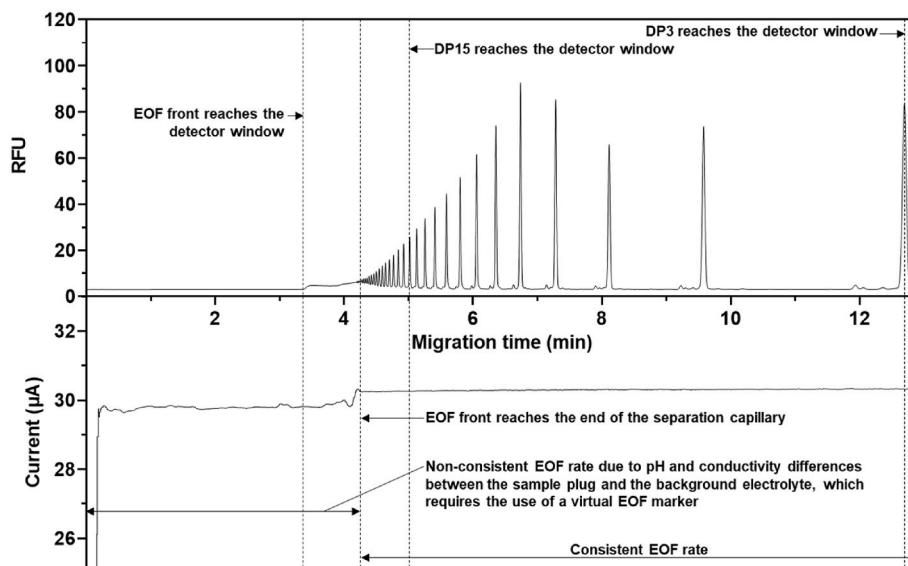 120
DP3 reaches the detector window
DP15 reaches the detector window
100
EOF front reaches the
detector window
80
RFU
60
40
20
0
2
4
6
8
10
12
Migration time (min)
32
Current (µA)
30
EOF front reaches the end of the separation capillary
28
Non-consistent EOF rate due to pH and conductivity differences
between the sample plug and the background electrolyte, which
requires the use of a virtual EOF marker
26
Consistent EOF rate